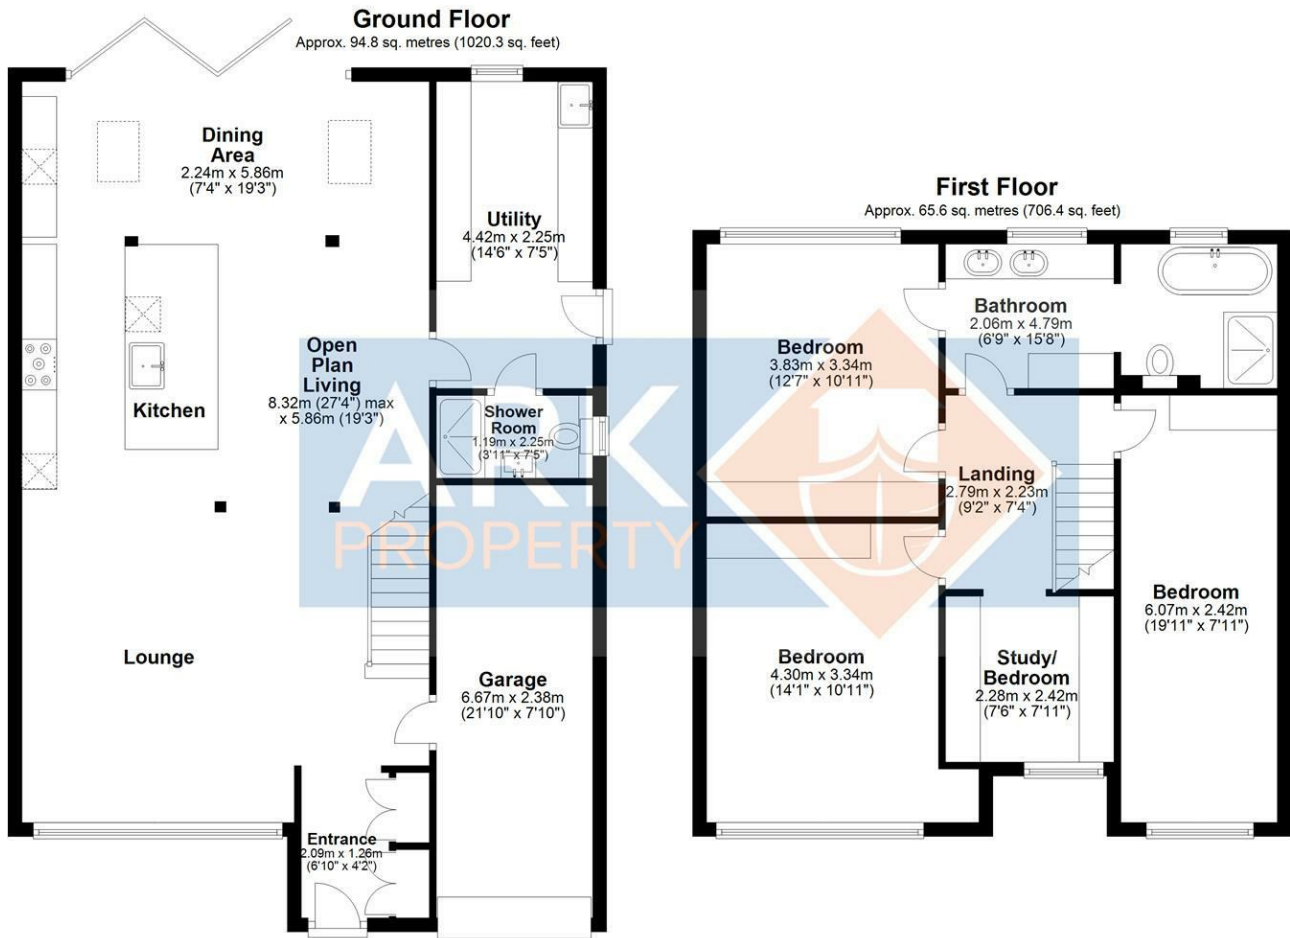 Ground Floor
Approx. 94.8 sq. metres (1020.3 sq. feet)
Dining
Area
2.24m x 5.86m
(7'4" x 19'3")
Utility
4.42m x 2.25m
(14'6" x 7'5")
Open
Plan
Living
8.32m (27'4") max
x 5.86m (19'3")
Kitchen
Shower
Room
1.19m x 2.25m
(3'11" x 7'5")
Lounge
Garage
6.67m x 2.38m
(21'10" x 7'10")
Entrance
2.09m x 1.26m
(6'10" x 4'2")
First Floor
Approx. 65.6 sq. metres (706.4 sq. feet)
Bedroom
3.83m x 3.34m
(12'7" x 10'11")
Bathroom
2.06m x 4.79m
(6'9" x 15'8")
Landing
2.79m x 2.23m
(9'2" x 7'4")
Bedroom
4.30m x 3.34m
(14'1" x 10'11")
Study/
Bedroom
2.28m x 2.42m
(7'6" x 7'11")
Bedroom
6.07m x 2.42m
(19'11" x 7'11")
ARK
PROPERTY